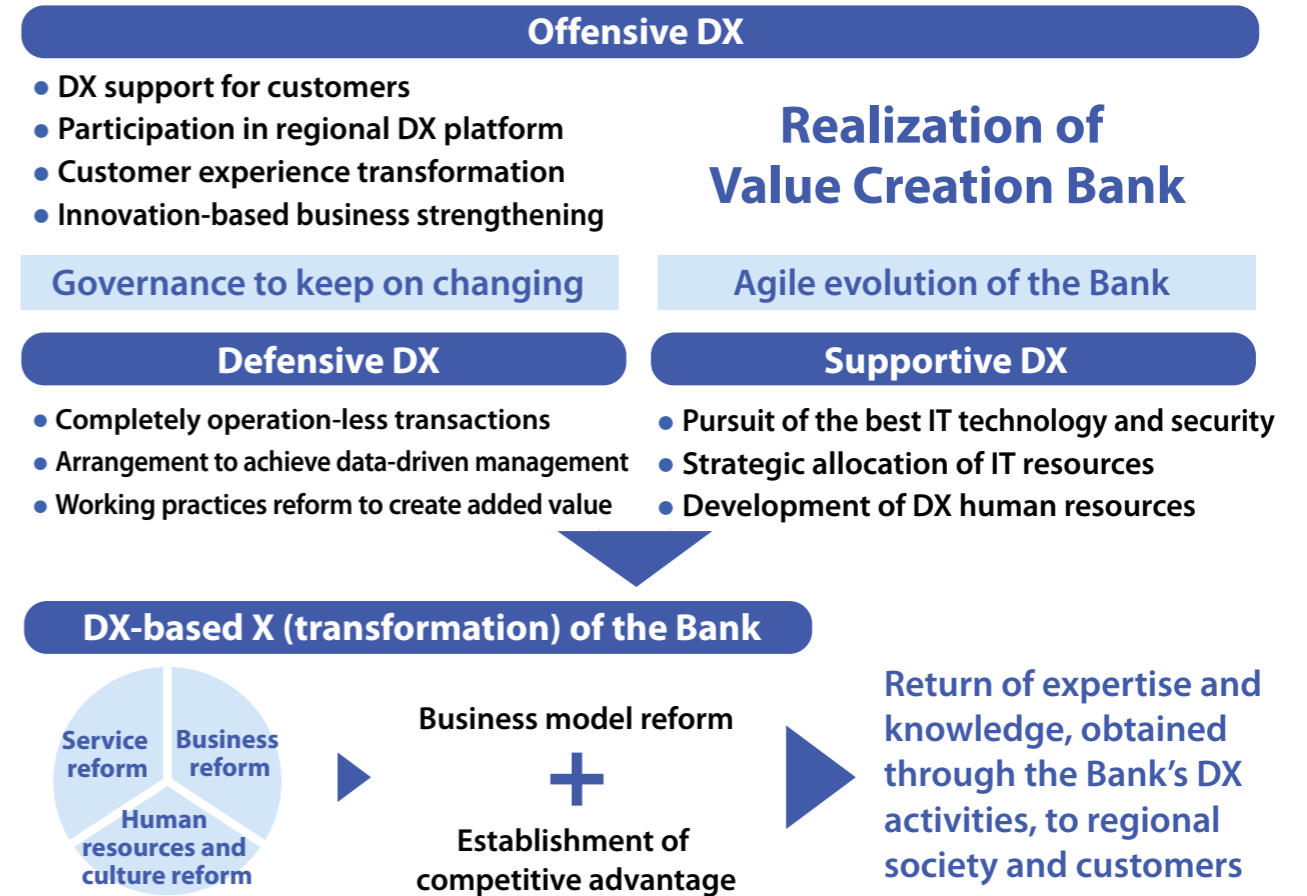 Offensive DX
● DX support for customers
● Participation in regional DX platform
● Customer experience transformation
● Innovation-based business strengthening
Realization of
Value Creation Bank
Governance to keep on changing
Agile evolution of the Bank
Defensive DX
● Completely operation-less transactions
● Arrangement to achieve data-driven management
● Working practices reform to create added value
Supportive DX
● Pursuit of the best IT technology and security
● Strategic allocation of IT resources
● Development of DX human resources
DX-based X (transformation) of the Bank
Service
reform
Business
reform
Human
resources and
culture reform
Business model reform
+
Establishment of
competitive advantage
Return of expertise and
knowledge, obtained
through the Bank’s DX
activities, to regional
society and customers